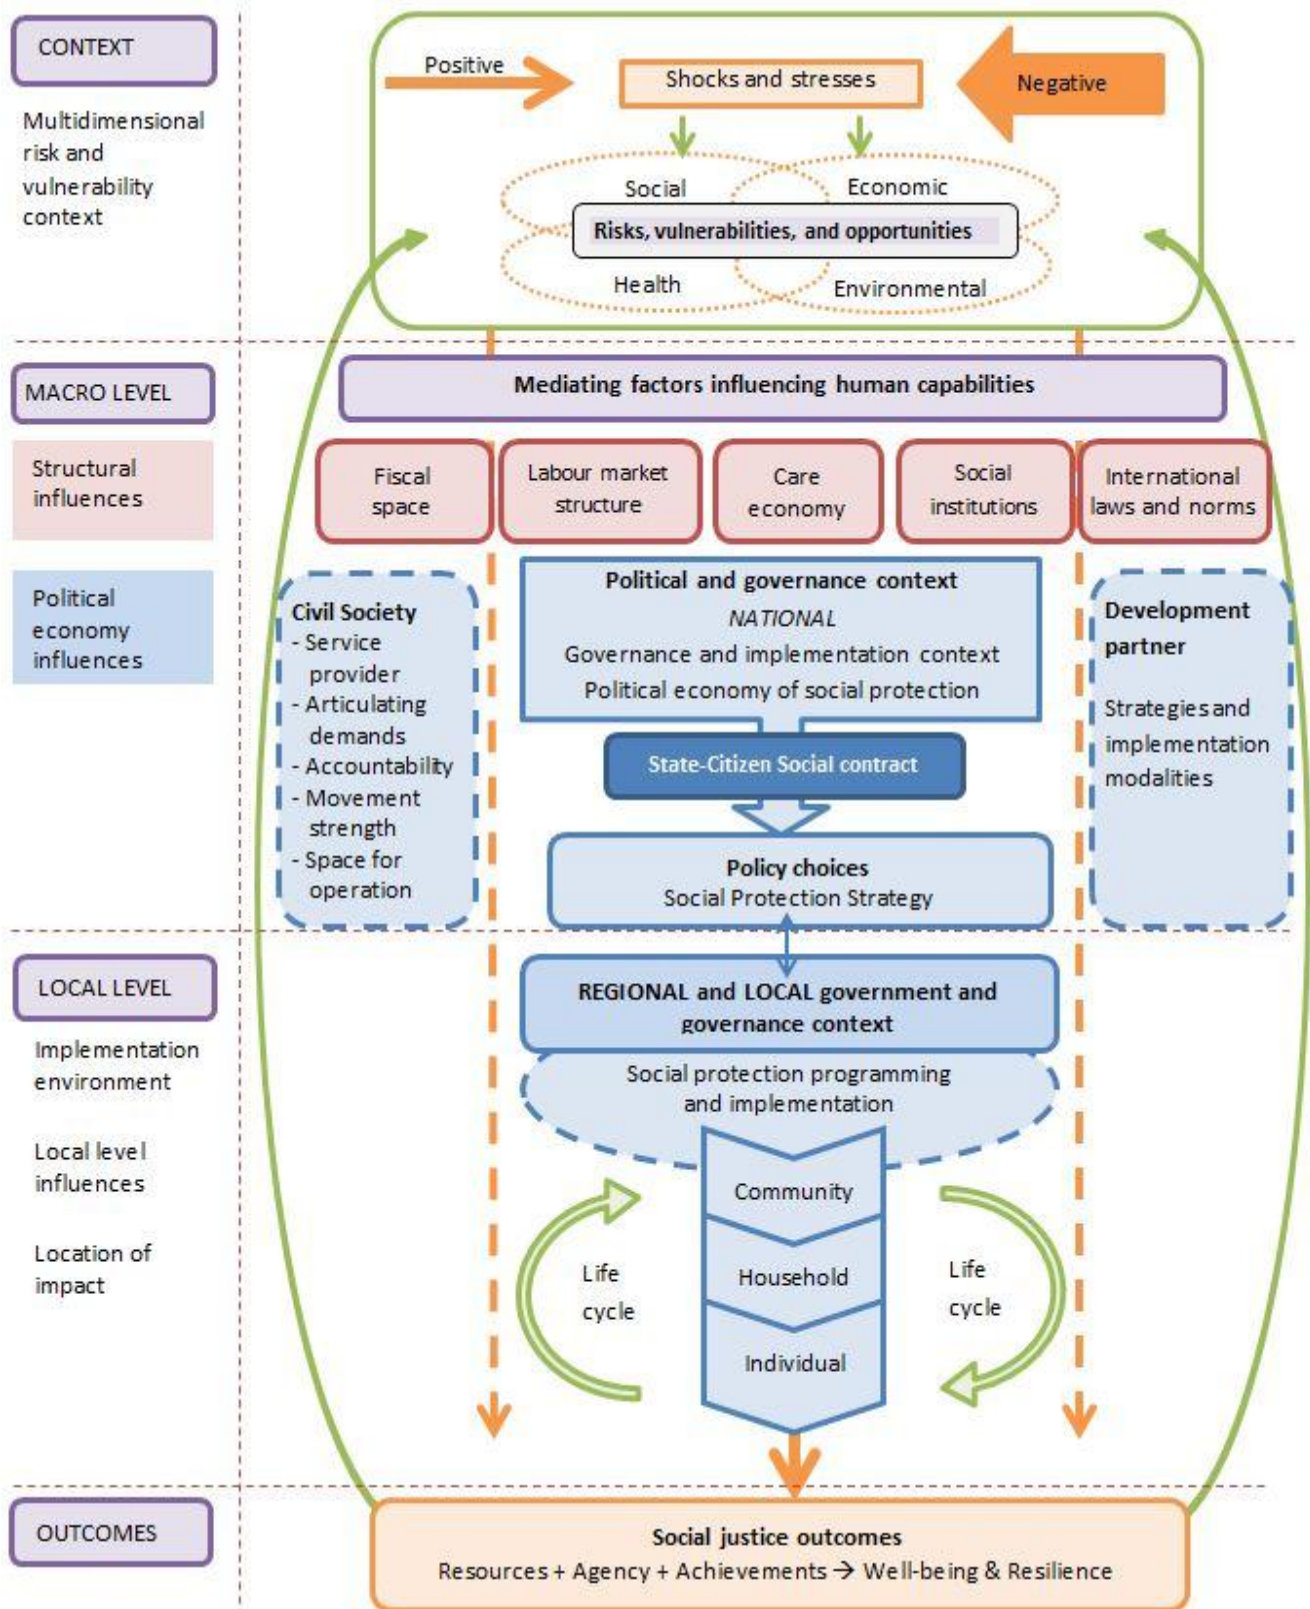 CONTEXT
Multidimensional
risk and
vulnerability
context
Positive
Shocks and stresses
Negative
Social
Economic
Risks, vulnerabilities, and opportunities
Health
Environmental
MACRO LEVEL
Mediating factors influencing human capabilities
Structural
influences
Fiscal
space
Labour market
structure
Care
economy
Social
institutions
International
laws and norms
Political
economy
influences
Civil Society
- Service
provider
- Articulating
demands
- Accountability
- Movement
strength
- Space for
operation
Political and governance context
NATIONAL
Governance and implementation context
Political economy of social protection
State-Citizen Social contract
Policy choices
Social Protection Strategy
Development
partner
Strategies and
implementation
modalities
LOCAL LEVEL
Implementation
environment
Local level
influences
Location of
impact
REGIONAL and LOCAL government and
governance context
Social protection programming
and implementation
Community
Household
Individual
Life
cycle
Life
cycle
OUTCOMES
Social justice outcomes
Resources + Agency + Achievements → Well-being & Resilience